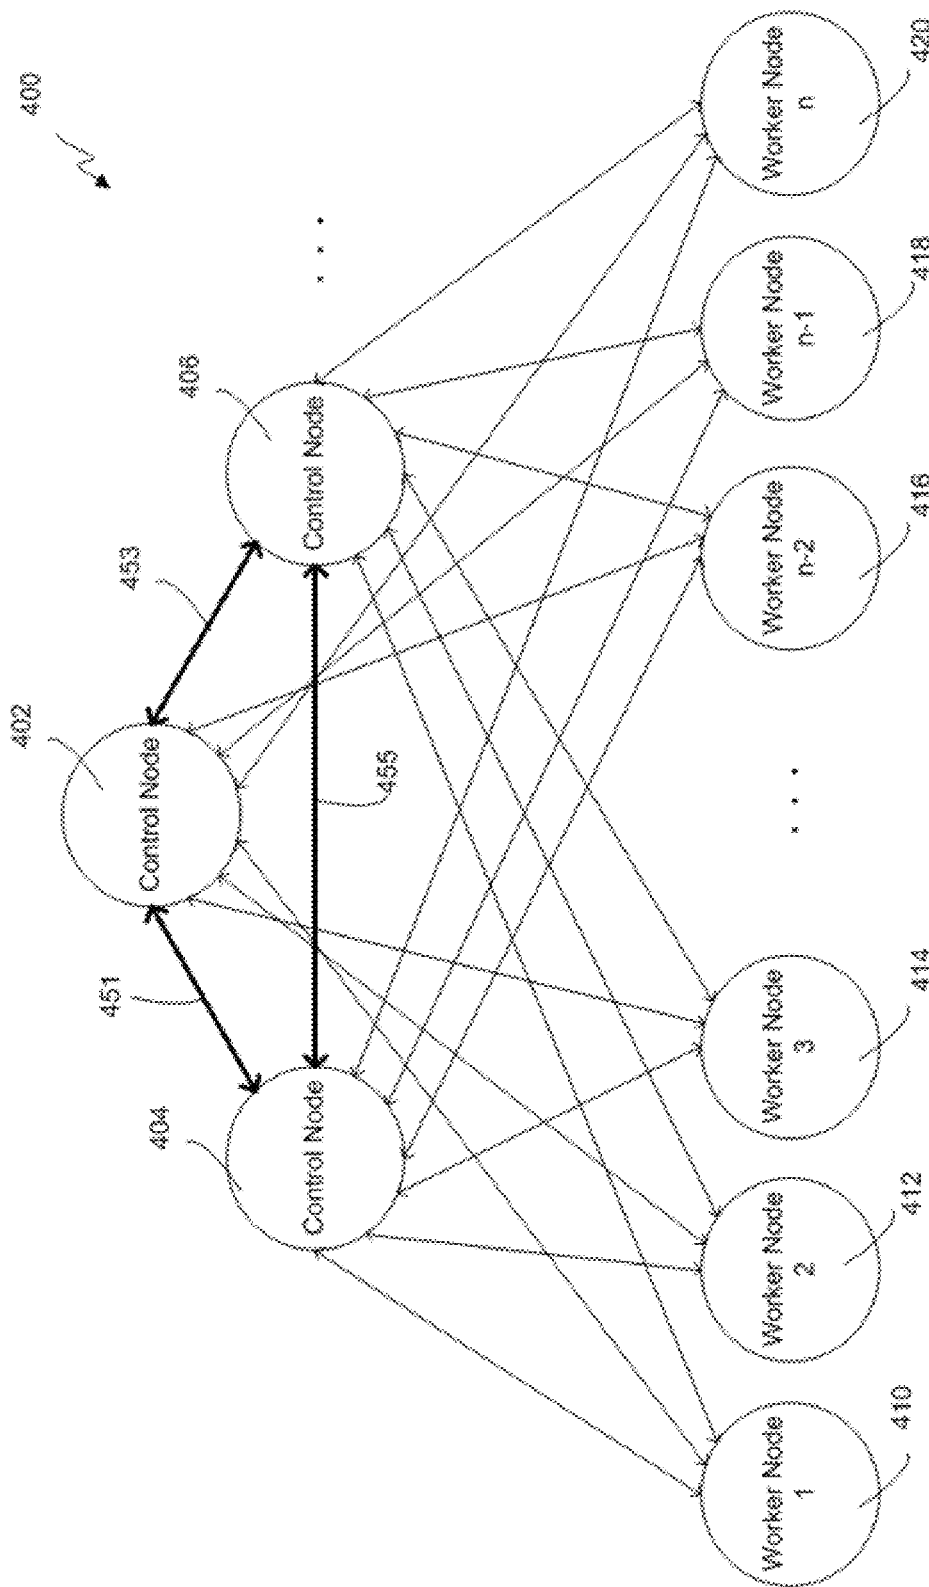 400
402
Control Node
451
453
404
Control Node
455
406
Control Node
. . .
Worker Node
1
410
Worker Node
2
412
Worker Node
3
414
. . .
Worker Node
n-2
416
Worker Node
n-1
418
Worker Node
n
420